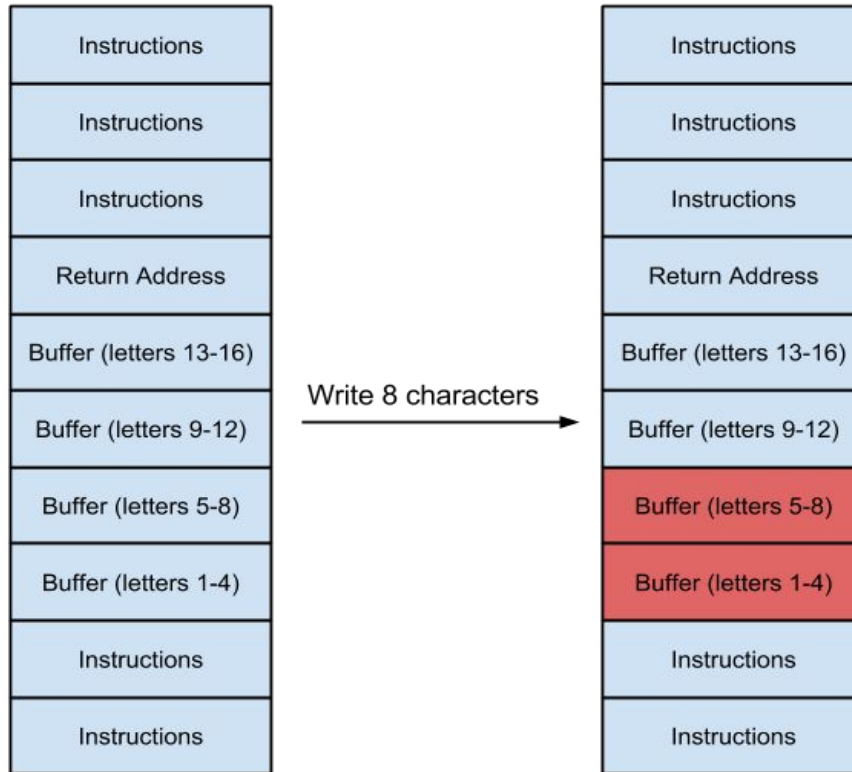 Instructions
Instructions
Instructions
Return Address
Buffer (letters 13-16)
Buffer (letters 9-12)
Buffer (letters 5-8)
Buffer (letters 1-4)
Instructions
Instructions
Write 8 characters
Instructions
Instructions
Instructions
Return Address
Buffer (letters 13-16)
Buffer (letters 9-12)
Buffer (letters 5-8)
Buffer (letters 1-4)
Instructions
Instructions